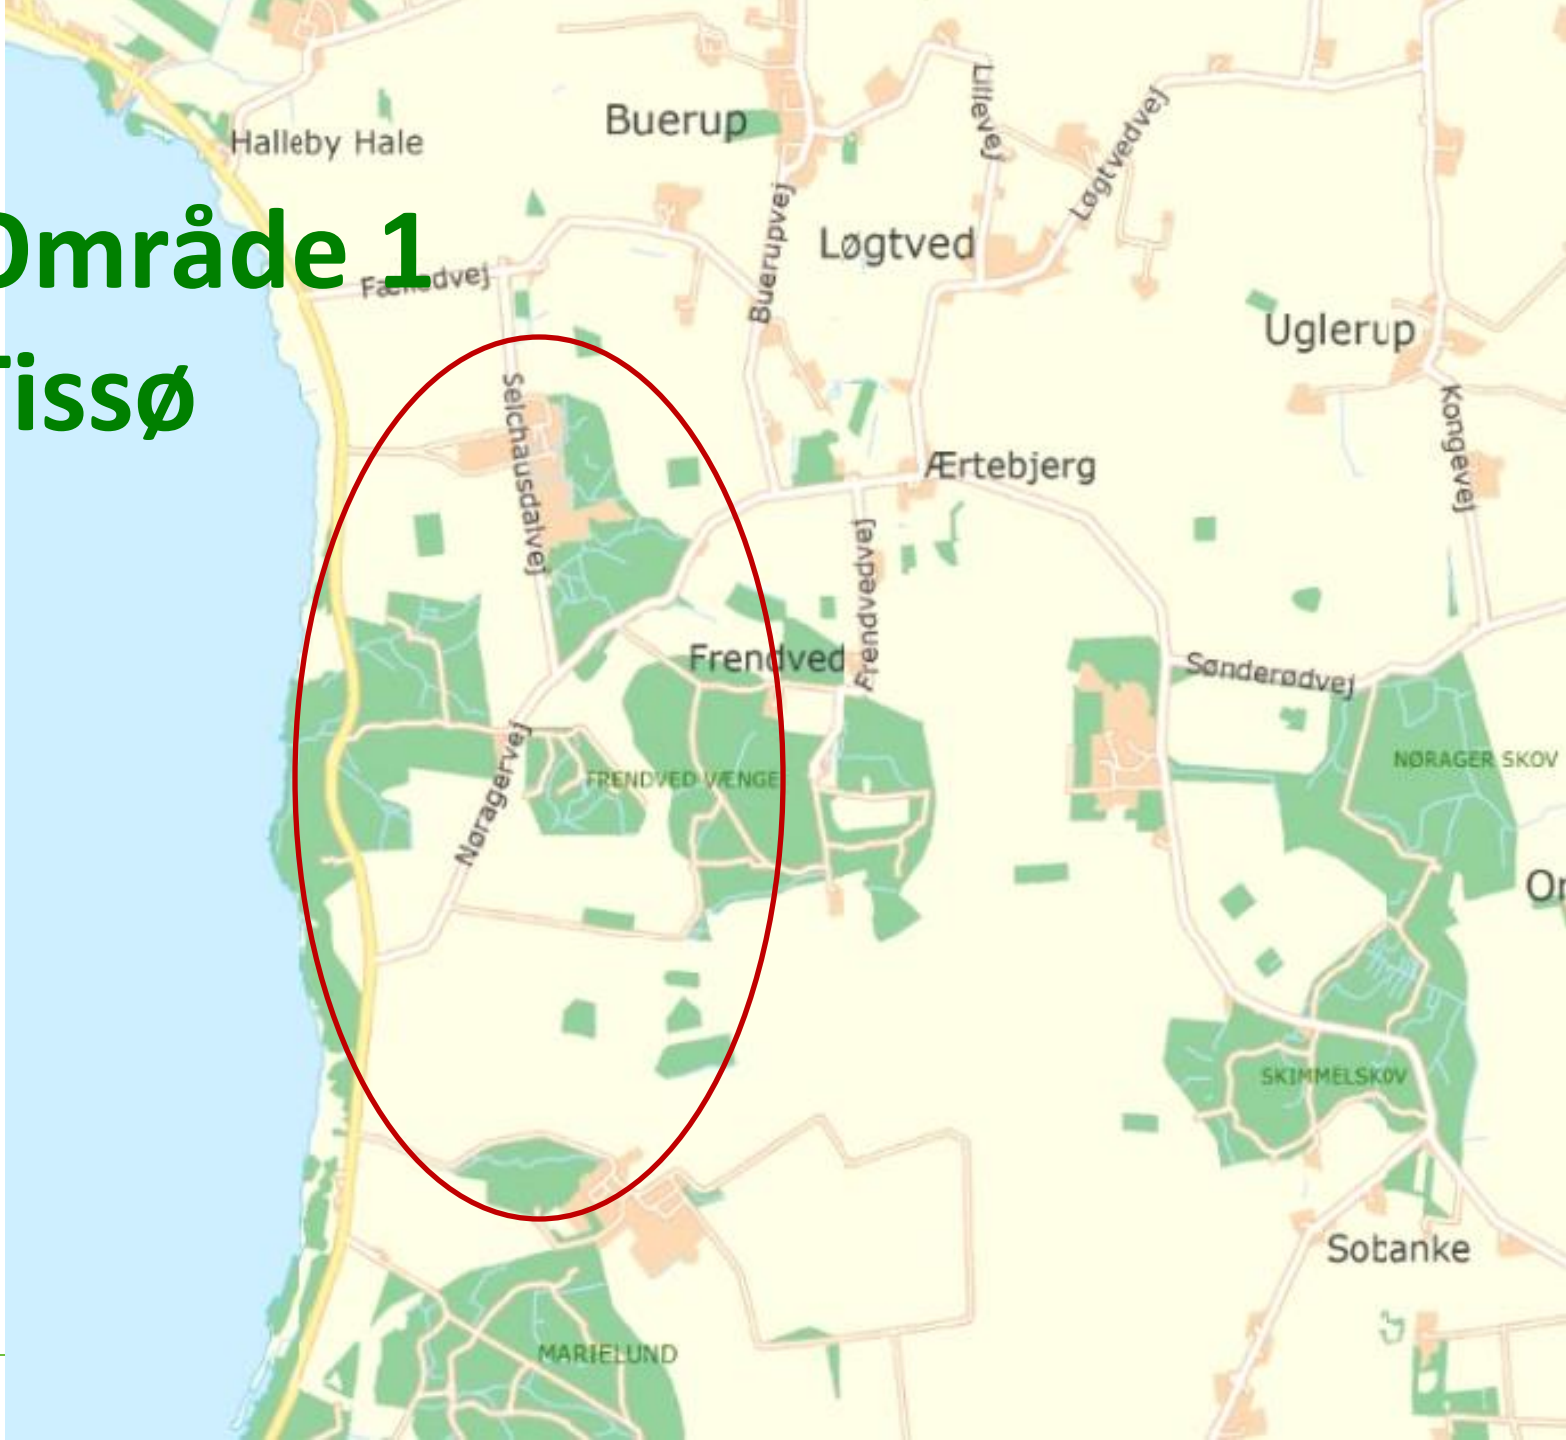 Buerup
Lillevej
Løgtvedvej
Halleby Hale
Område 1
Løgtved
Buerupvej
Tissø
Uglerup
Selchausdalvej
Kongevej
Ærtebjerg
Frendvedvej
Frendved
Sønderødvej
NØRAGER SKOV
FRENDVED VÆNGE
Nøragervej
SKIMMELSKOV
Sobanke
MARIELUND